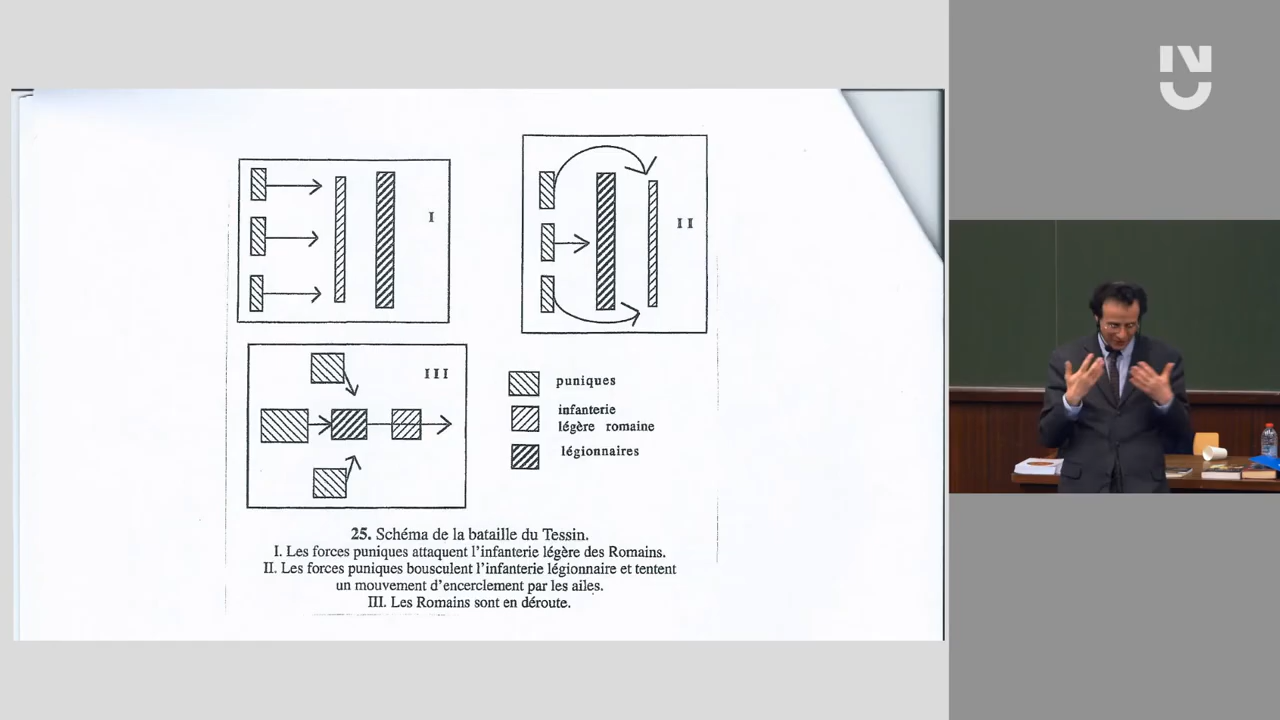 I
II
III
puniques
infanterie
légère romaine
légionnaires
25. Schéma de la bataille du Tessin.
I. Les forces puniques attaquent l'infanterie légère des Romains.
II. Les forces puniques bousculent l'infanterie légionnaire et tentent
un mouvement d'encerclement par les ailes.
III. Les Romains sont en déroute.